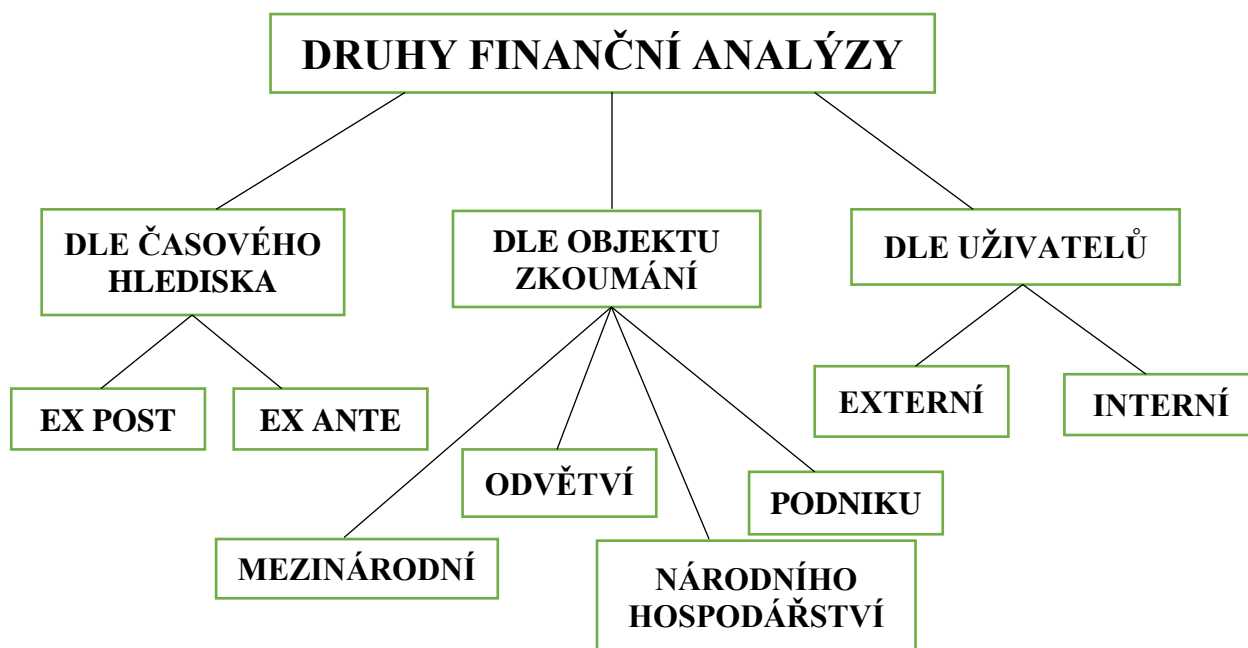 DRUHY FINANČNÍ ANALÝZY
DLE ČASOVÉHO
HLEDISKA
DLE OBJEKTU
ZKOUMÁNÍ
DLE UŽIVATELŮ
EX POST
EX ANTE
EXTERNÍ
INTERNÍ
ODVĚTVÍ
PODNIKU
MEZINÁRODNÍ
NÁRODNÍHO
HOSPODÁŘSTVÍ